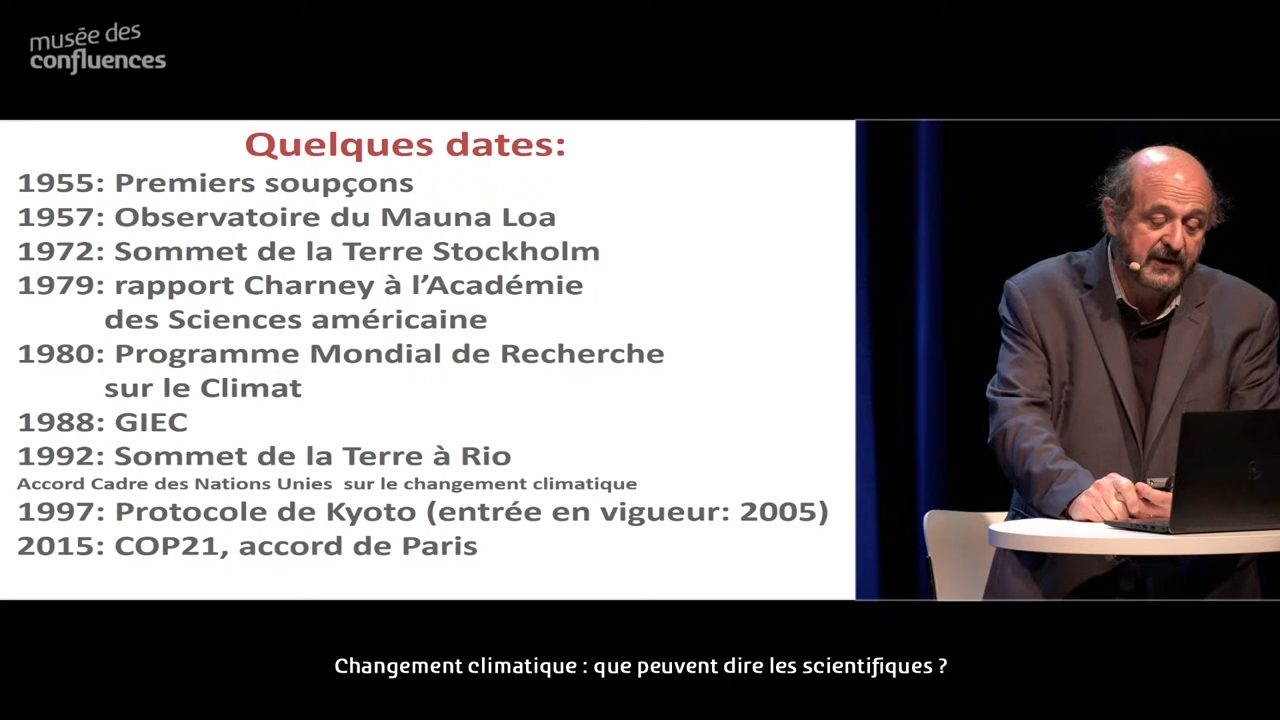 musée des
confluences
Quelques dates:
1955: Premiers soupçons
1957: Observatoire du Mauna Loa
1972: Sommet de la Terre Stockholm
1979: rapport Charney à l’Académie
des Sciences américaine
1980: Programme Mondial de Recherche
sur le Climat
1988: GIEC
1992: Sommet de la Terre à Rio
Accord Cadre des Nations Unies sur le changement climatique
1997: Protocole de Kyoto (entrée en vigueur: 2005)
2015: COP21, accord de Paris
Changement climatique : que peuvent dire les scientifiques ?